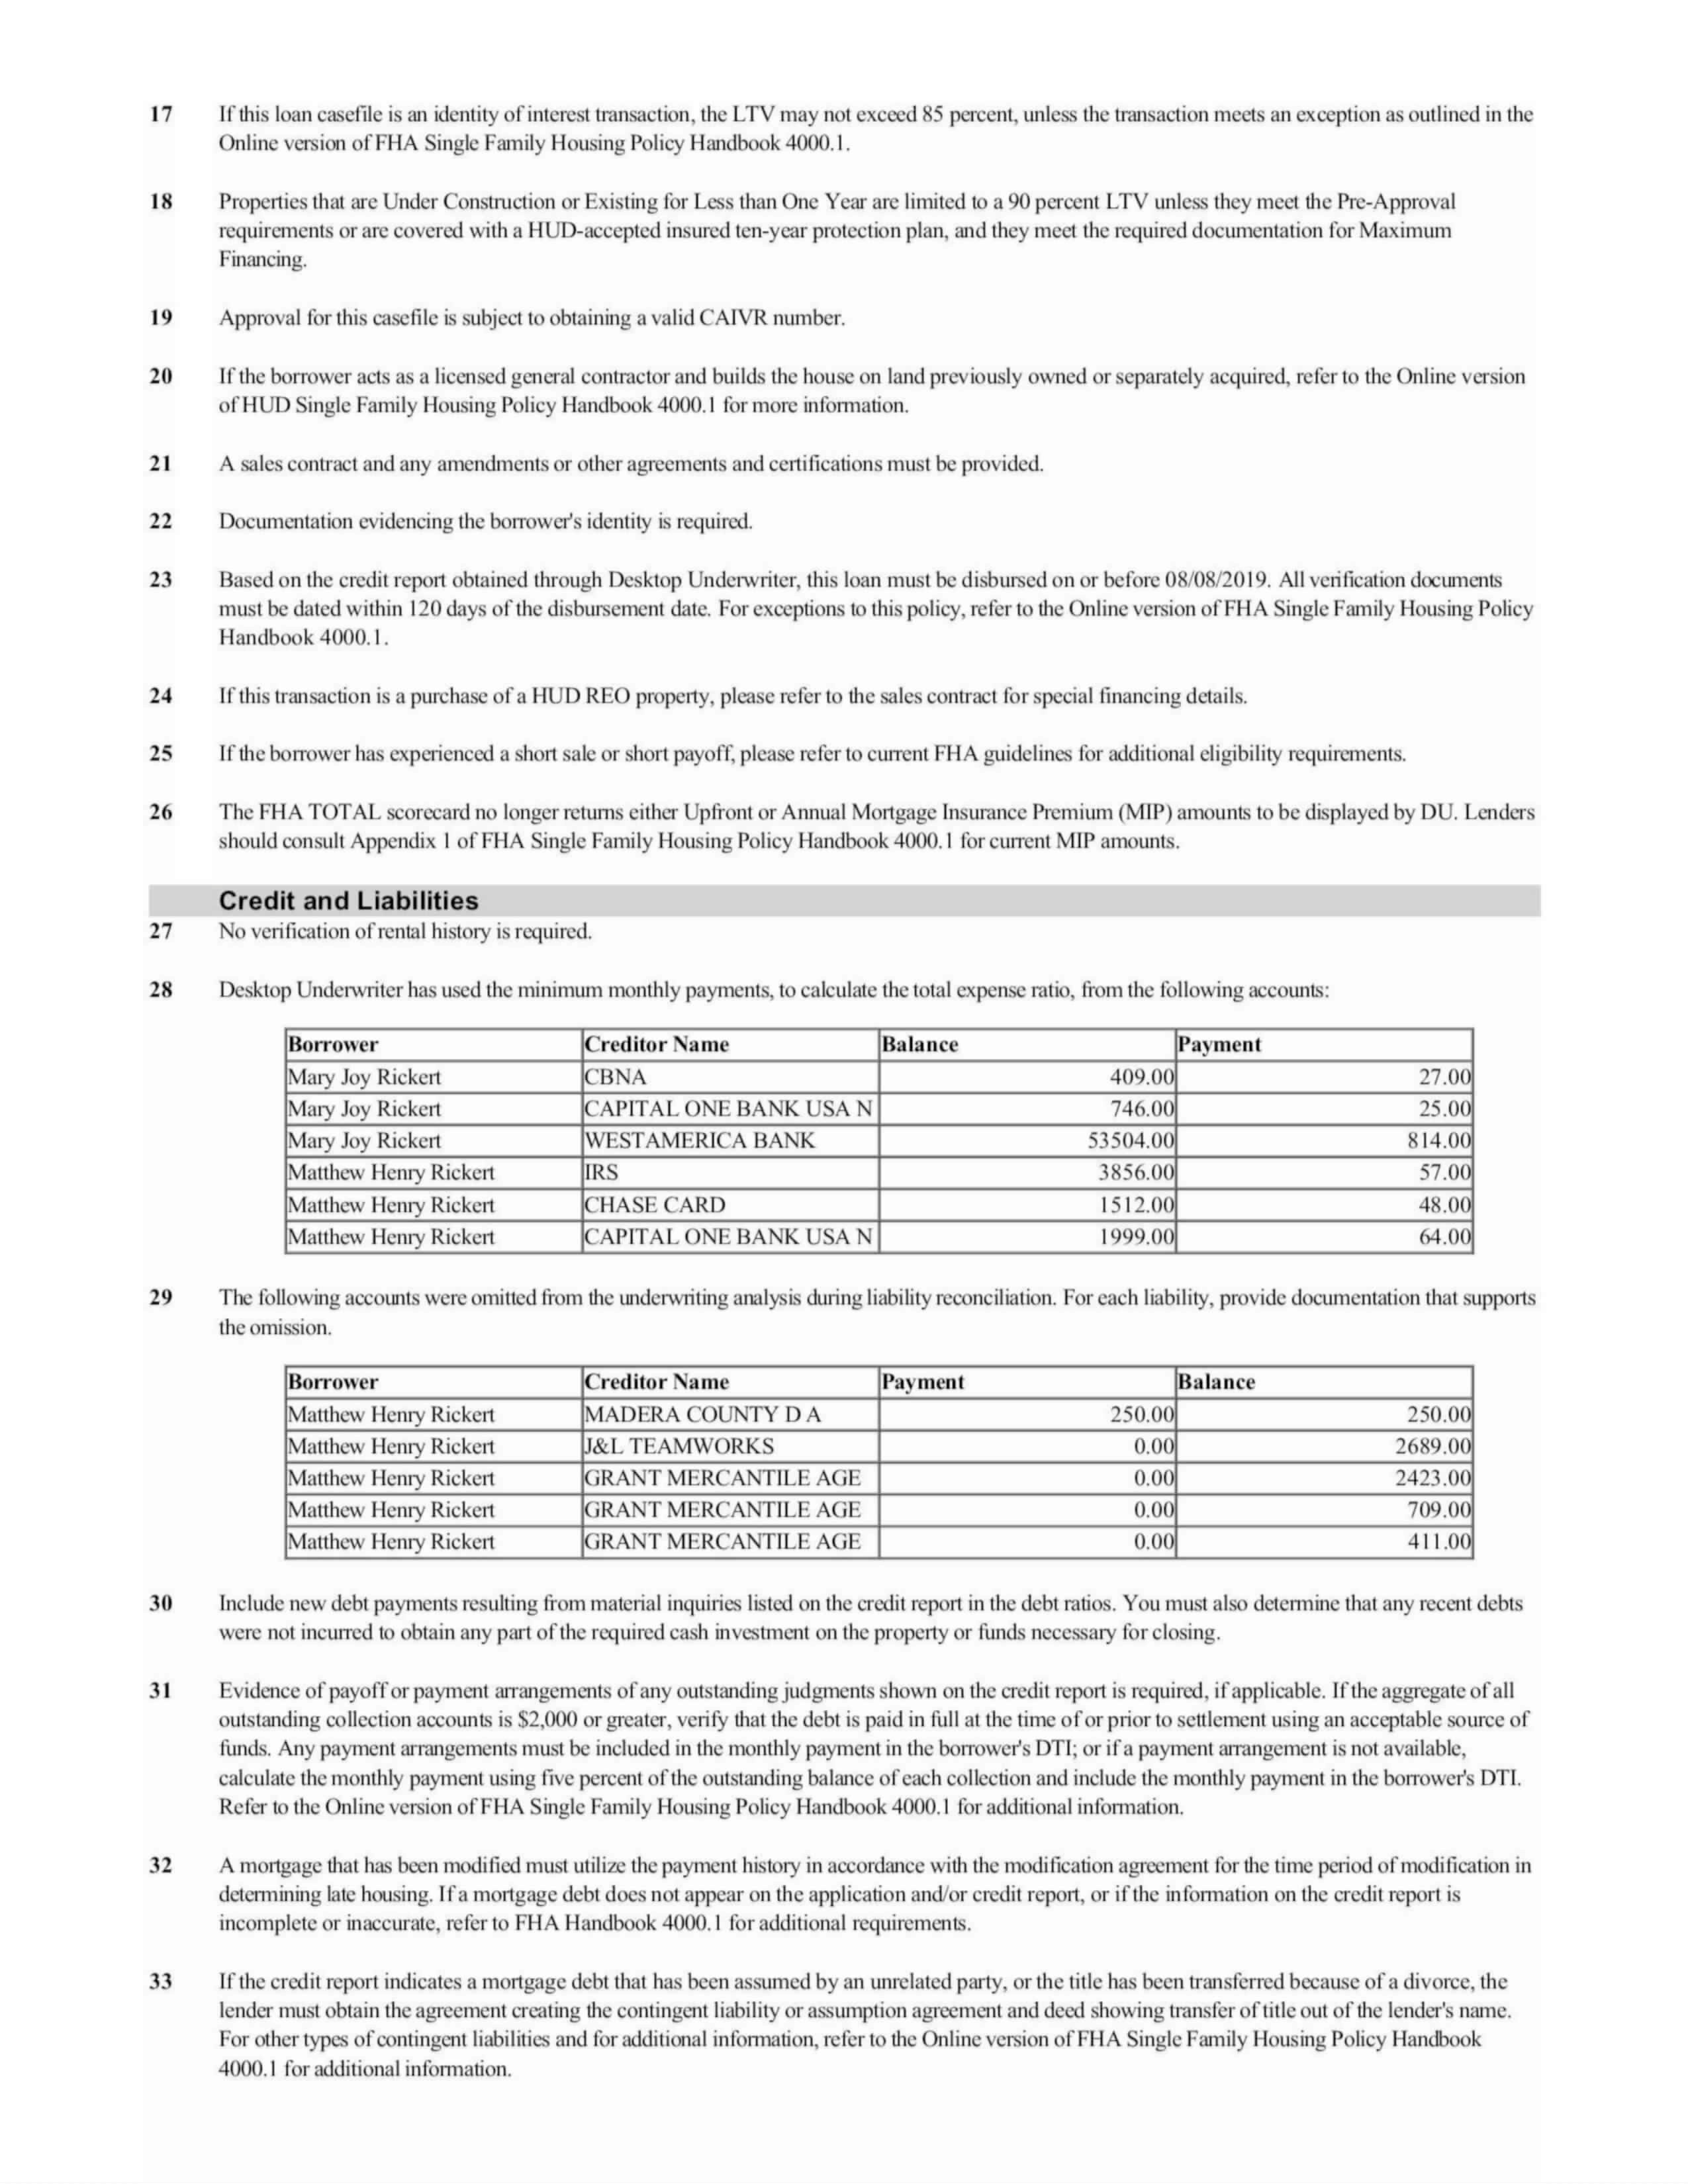 17 If this loan casefile is an identity of interest transaction, the LTV may not exceed 85 percent, unless the transaction meets an exception as outlined in the
Online version of FHA Single Family Housing Policy Handbook 4000.1.
18 Properties that are Under Construction or Existing for Less than One Year are limited to a 90 percent LTV unless they meet the Pre-Approval
requirements or are covered with a HUD-accepted insured ten-year protection plan, and they meet the required documentation for Maximum
Financing.
19 Approval for this casefile is subject to obtaining a valid CAIVR number.
20 If the borrower acts as a licensed general contractor and builds the house on land previously owned or separately acquired, refer to the Online version
of HUD Single Family Housing Policy Handbook 4000.1 for more information.
21 A sales contract and any amendments or other agreements and certifications must be provided.
22 Documentation evidencing the borrower's identity is required.
23 Based on the credit report obtained through Desktop Underwriter, this loan must be disbursed on or before 08/08/2019. All verification documents
must be dated within 120 days of the disbursement date. For exceptions to this policy, refer to the Online version of FHA Single Family Housing Policy
Handbook 4000.1.
24 If this transaction is a purchase of a HUD REO property, please refer to the sales contract for special financing details.
25 If the borrower has experienced a short sale or short payoff, please refer to current FHA guidelines for additional eligibility requirements.
26 The FHA TOTAL scorecard no longer returns either Upfront or Annual Mortgage Insurance Premium (MIP) amounts to be displayed by DU. Lenders
should consult Appendix 1 of FHA Single Family Housing Policy Handbook 4000.1 for current MIP amounts.
Credit and Liabilities
27 No verification of rental history is required.
28 Desktop Underwriter has used the minimum monthly payments, to calculate the total expense ratio, from the following accounts:
Borrower Creditor Name Balance Payment
Mary Joy Rickert CBNA 409.00 27.00
Mary Joy Rickert CAPITAL ONE BANK USA N 746.00 25.00
Mary Joy Rickert WESTAMERICA BANK 53504.00 814.00
Matthew Henry Rickert IRS 3856.00 57.00
Matthew Henry Rickert CHASE CARD 1512.00 48.00
Matthew Henry Rickert CAPITAL ONE BANK USA N 1999.00 64.00
29 The following accounts were omitted from the underwriting analysis during liability reconciliation. For each liability, provide documentation that supports
the omission.
Borrower Creditor Name Payment Balance
Matthew Henry Rickert MADERA COUNTY D A 250.00 250.00
Matthew Henry Rickert J&L TEAMWORKS 0.00 2689.00
Matthew Henry Rickert GRANT MERCANTILE AGE 0.00 2423.00
Matthew Henry Rickert GRANT MERCANTILE AGE 0.00 709.00
Matthew Henry Rickert GRANT MERCANTILE AGE 0.00 411.00
30 Include new debt payments resulting from material inquiries listed on the credit report in the debt ratios. You must also determine that any recent debts
were not incurred to obtain any part of the required cash investment on the property or funds necessary for closing.
31 Evidence of payoff or payment arrangements of any outstanding judgments shown on the credit report is required, if applicable. If the aggregate of all
outstanding collection accounts is $2,000 or greater, verify that the debt is paid in full at the time of or prior to settlement using an acceptable source of
funds. Any payment arrangements must be included in the monthly payment in the borrower's DTI; or if a payment arrangement is not available,
calculate the monthly payment using five percent of the outstanding balance of each collection and include the monthly payment in the borrower's DTI.
Refer to the Online version of FHA Single Family Housing Policy Handbook 4000.1 for additional information.
32 A mortgage that has been modified must utilize the payment history in accordance with the modification agreement for the time period of modification in
determining late housing. If a mortgage debt does not appear on the application and/or credit report, or if the information on the credit report is
incomplete or inaccurate, refer to FHA Handbook 4000.1 for additional requirements.
33 If the credit report indicates a mortgage debt that has been assumed by an unrelated party, or the title has been transferred because of a divorce, the
lender must obtain the agreement creating the contingent liability or assumption agreement and deed showing transfer of title out of the lender's name.
For other types of contingent liabilities and for additional information, refer to the Online version of FHA Single Family Housing Policy Handbook
4000.1 for additional information.